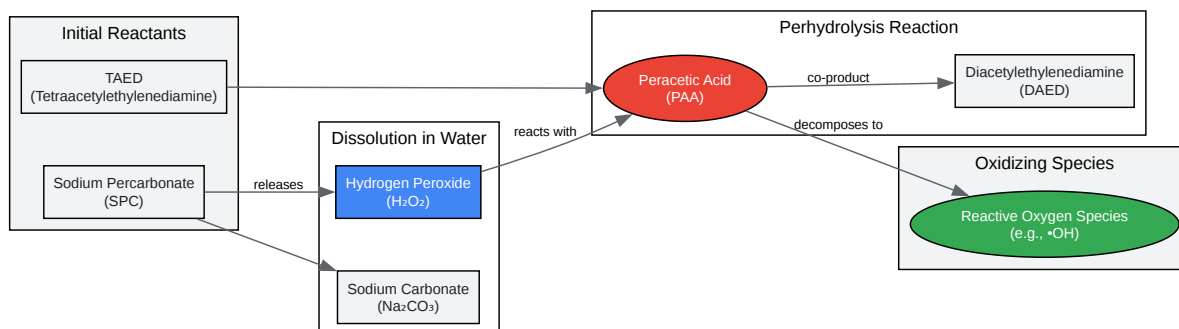 Initial Reactants
TAED
(Tetraacetylethylenediamine)
Sodium Percarbonate
(SPC)
releases
Dissolution in Water
Hydrogen Peroxide
(H₂O₂)
Sodium Carbonate
(Na₂CO₃)
reacts with
Perhydrolysis Reaction
Peracetic Acid
(PAA)
co-product
Diacetylethylenediamine
(DAED)
decomposes to
Oxidizing Species
Reactive Oxygen Species
(e.g., •OH)